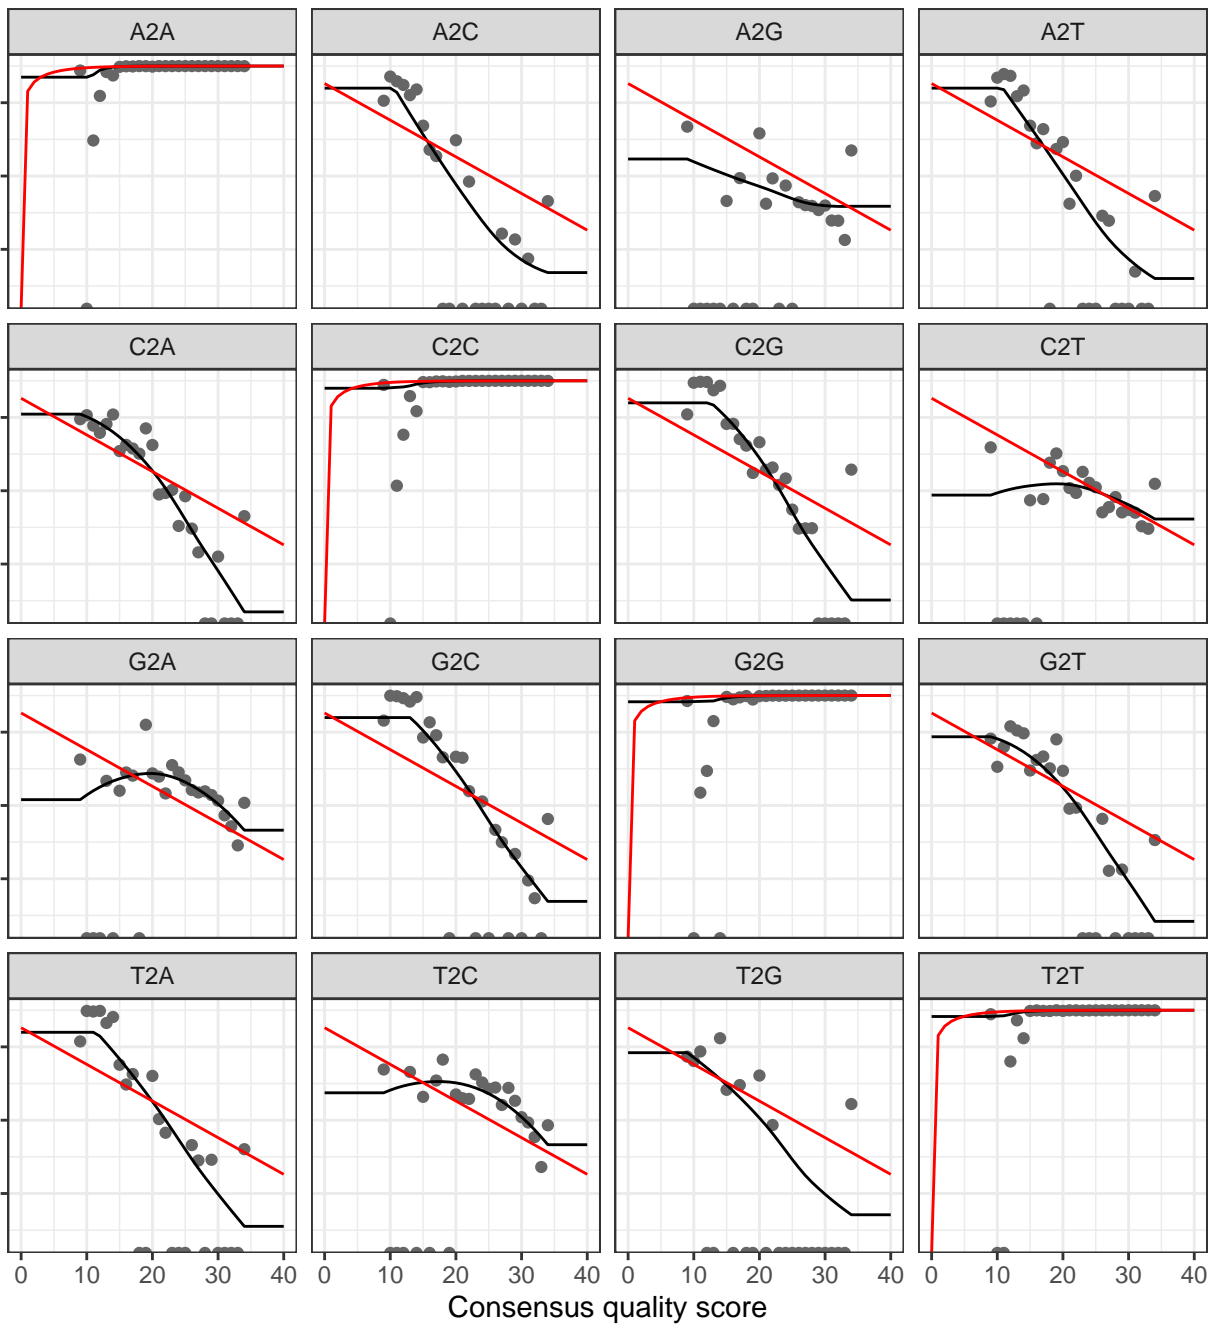 A2A A2C A2G A2T
C2A C2C C2G C2T
G2A G2C G2G G2T
T2A T2C T2G T2T
0 10 20 30 40 0 10 20 30 40 0 10 20 30 40 0 10 20 30 40
Consensus quality score